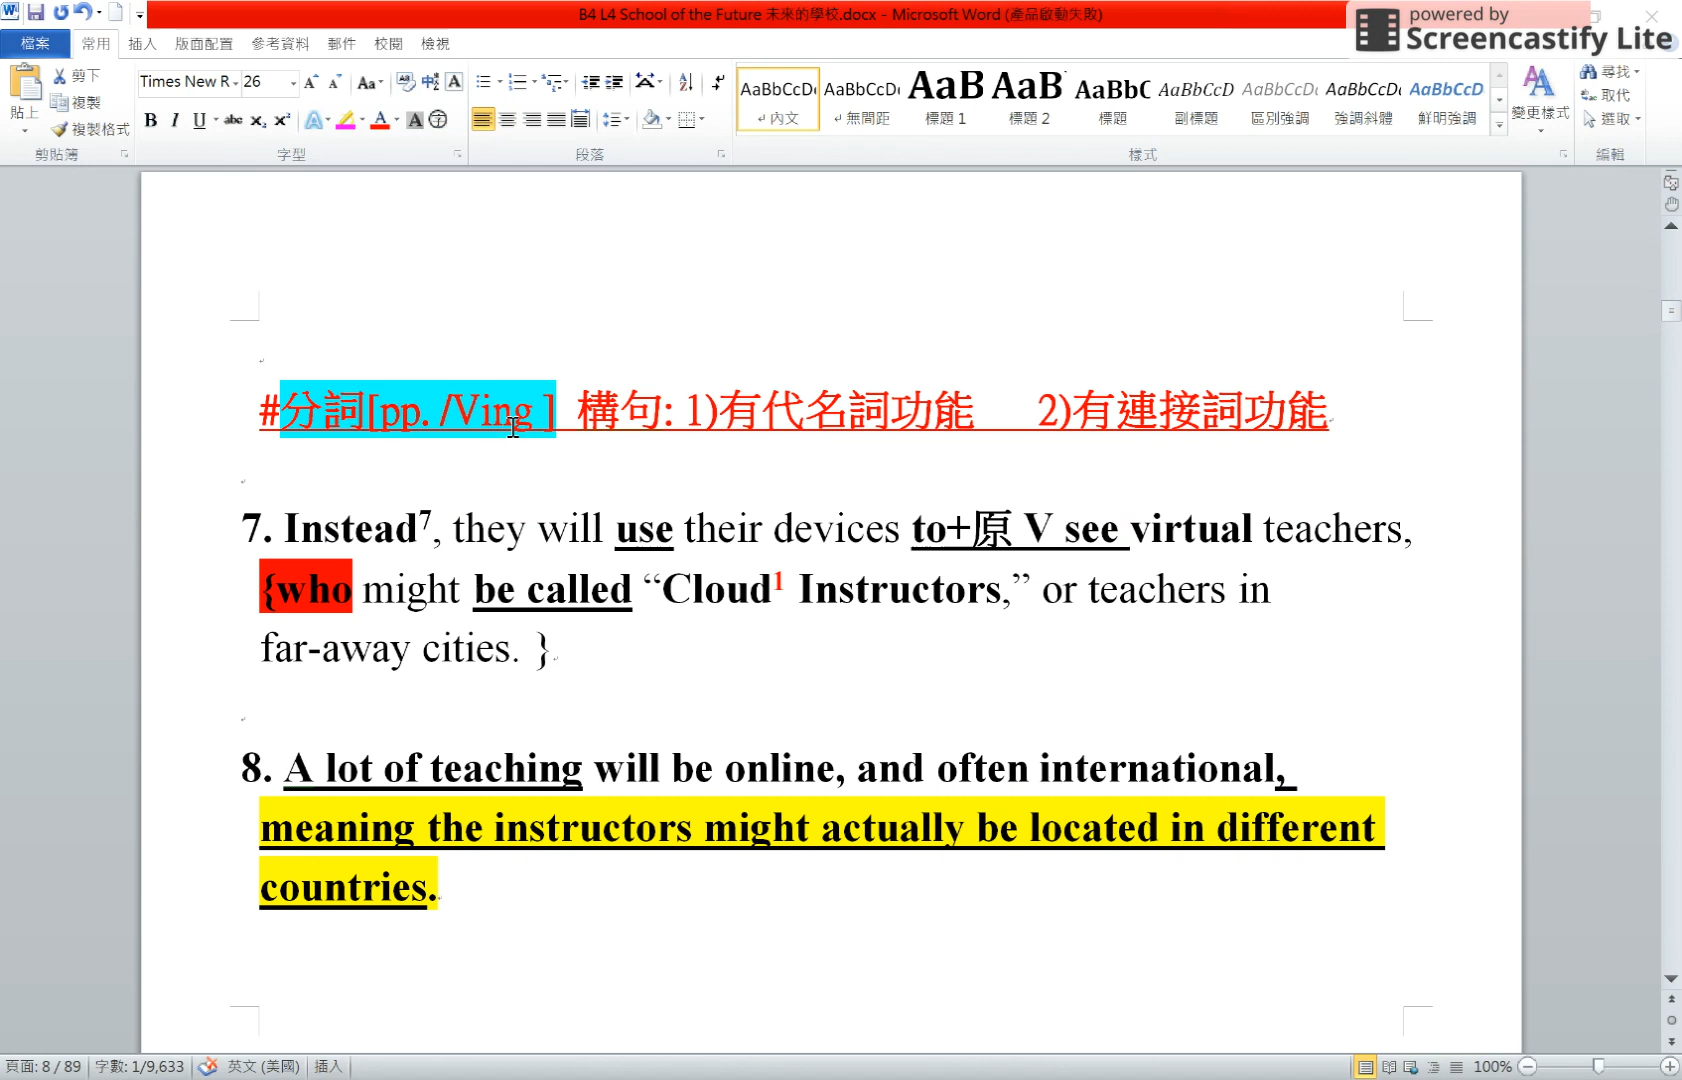 B4 L4 School of the Future 未來的學校.docx - Microsoft Word (產品啟動失敗)
powered by
Screencastify Lite
檔案 常用 插入 版面配置 參考資料 郵件 校閱 檢視
貼上 剪下 複製 複製格式
Times New R 26
AaBbCcDc AaBbCcDc AaB AaB AaBbC AaBbCcD AaBbCcDc AaBbCcDc AaBbCcD
內文 無間距 標題 1 標題 2 標題 副標題 區別強調 強調斜體 鮮明強調
變更樣式 尋找 取代 選取
剪貼簿 字型 段落 樣式 編輯
#分詞[pp. /Ving ] 構句: 1)有代名詞功能 2)有連接詞功能
7. Instead7, they will use their devices to+原 V see virtual teachers,
{who might be called “Cloud1 Instructors,” or teachers in
far-away cities. }
8. A lot of teaching will be online, and often international,
meaning the instructors might actually be located in different
countries.
頁面: 8 / 89 字數: 1/9,633 英文 (美國) 插入 100%